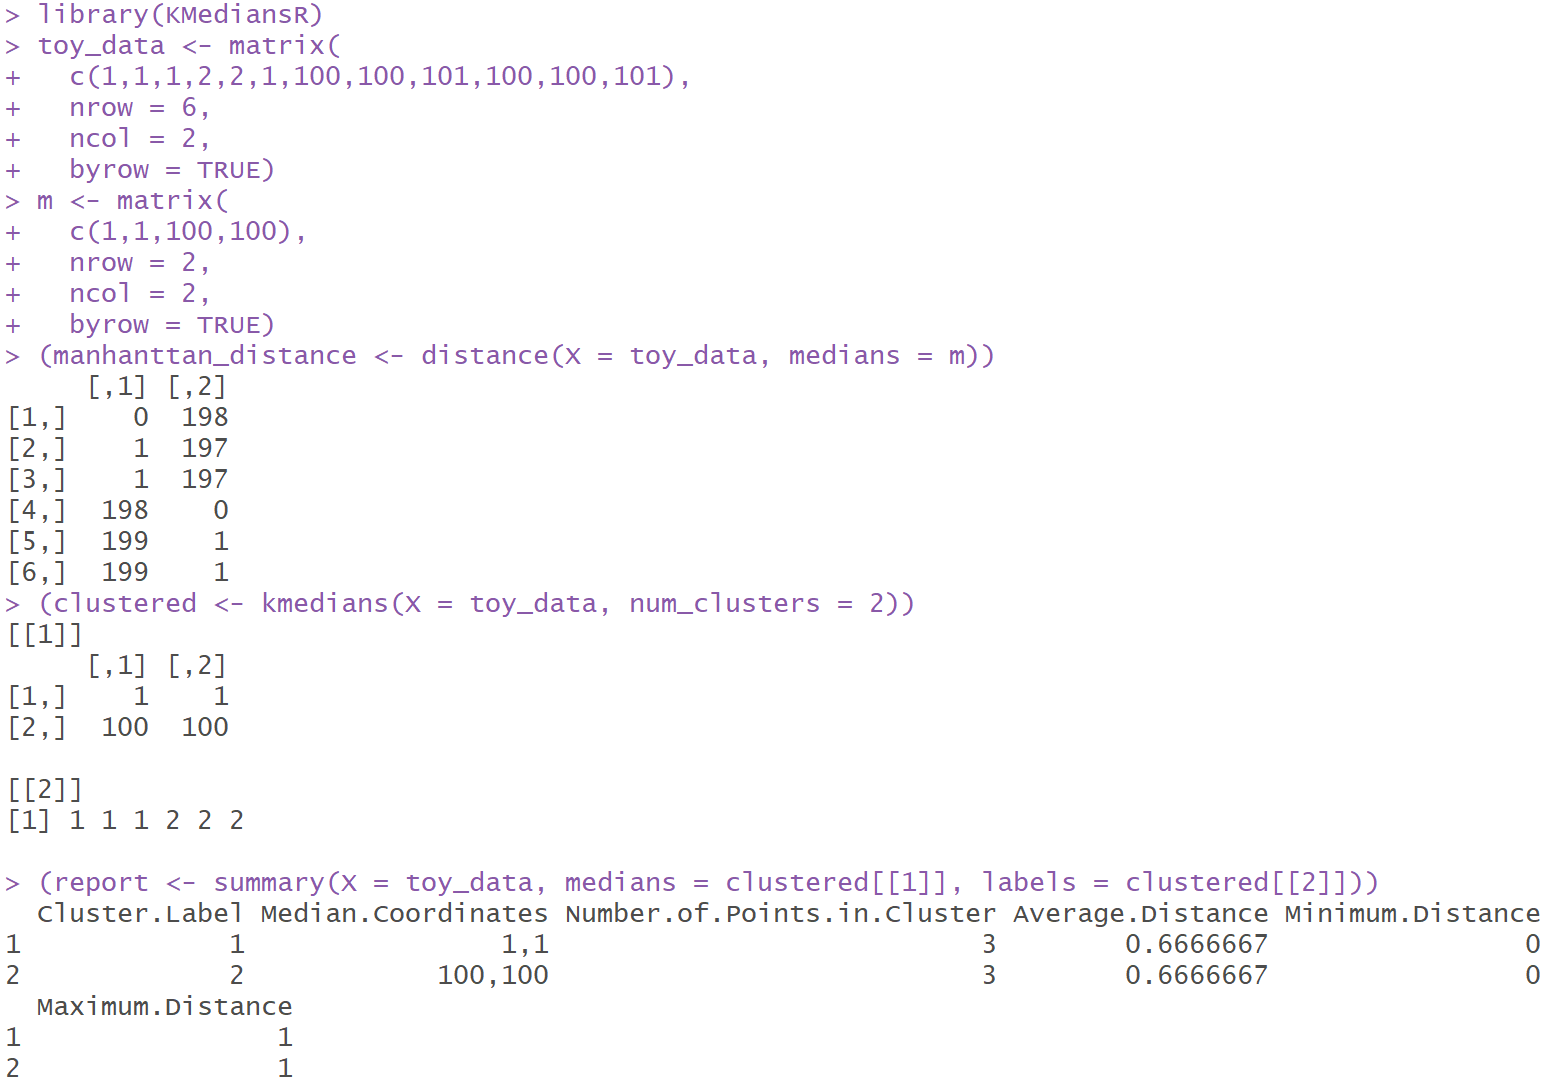 > library(KMediansR)
> toy_data <- matrix(
+   c(1,1,1,2,2,1,100,100,101,100,100,101),
+   nrow = 6,
+   ncol = 2,
+   byrow = TRUE)
> m <- matrix(
+   c(1,1,100,100),
+   nrow = 2,
+   ncol = 2,
+   byrow = TRUE)
> (manhanttan_distance <- distance(X = toy_data, medians = m))
     [,1] [,2]
[1,]    0  198
[2,]    1  197
[3,]    1  197
[4,]  198    0
[5,]  199    1
[6,]  199    1
> (clustered <- kmedians(X = toy_data, num_clusters = 2))
[[1]]
     [,1] [,2]
[1,]    1    1
[2,]  100  100

[[2]]
[1] 1 1 1 2 2 2

> (report <- summary(X = toy_data, medians = clustered[[1]], labels = clustered[[2]]))
  Cluster.Label Median.Coordinates Number.of.Points.in.Cluster Average.Distance Minimum.Distance
1             1                1,1                           3        0.6666667                0
2             2            100,100                           3        0.6666667                0
  Maximum.Distance
1                1
2                1